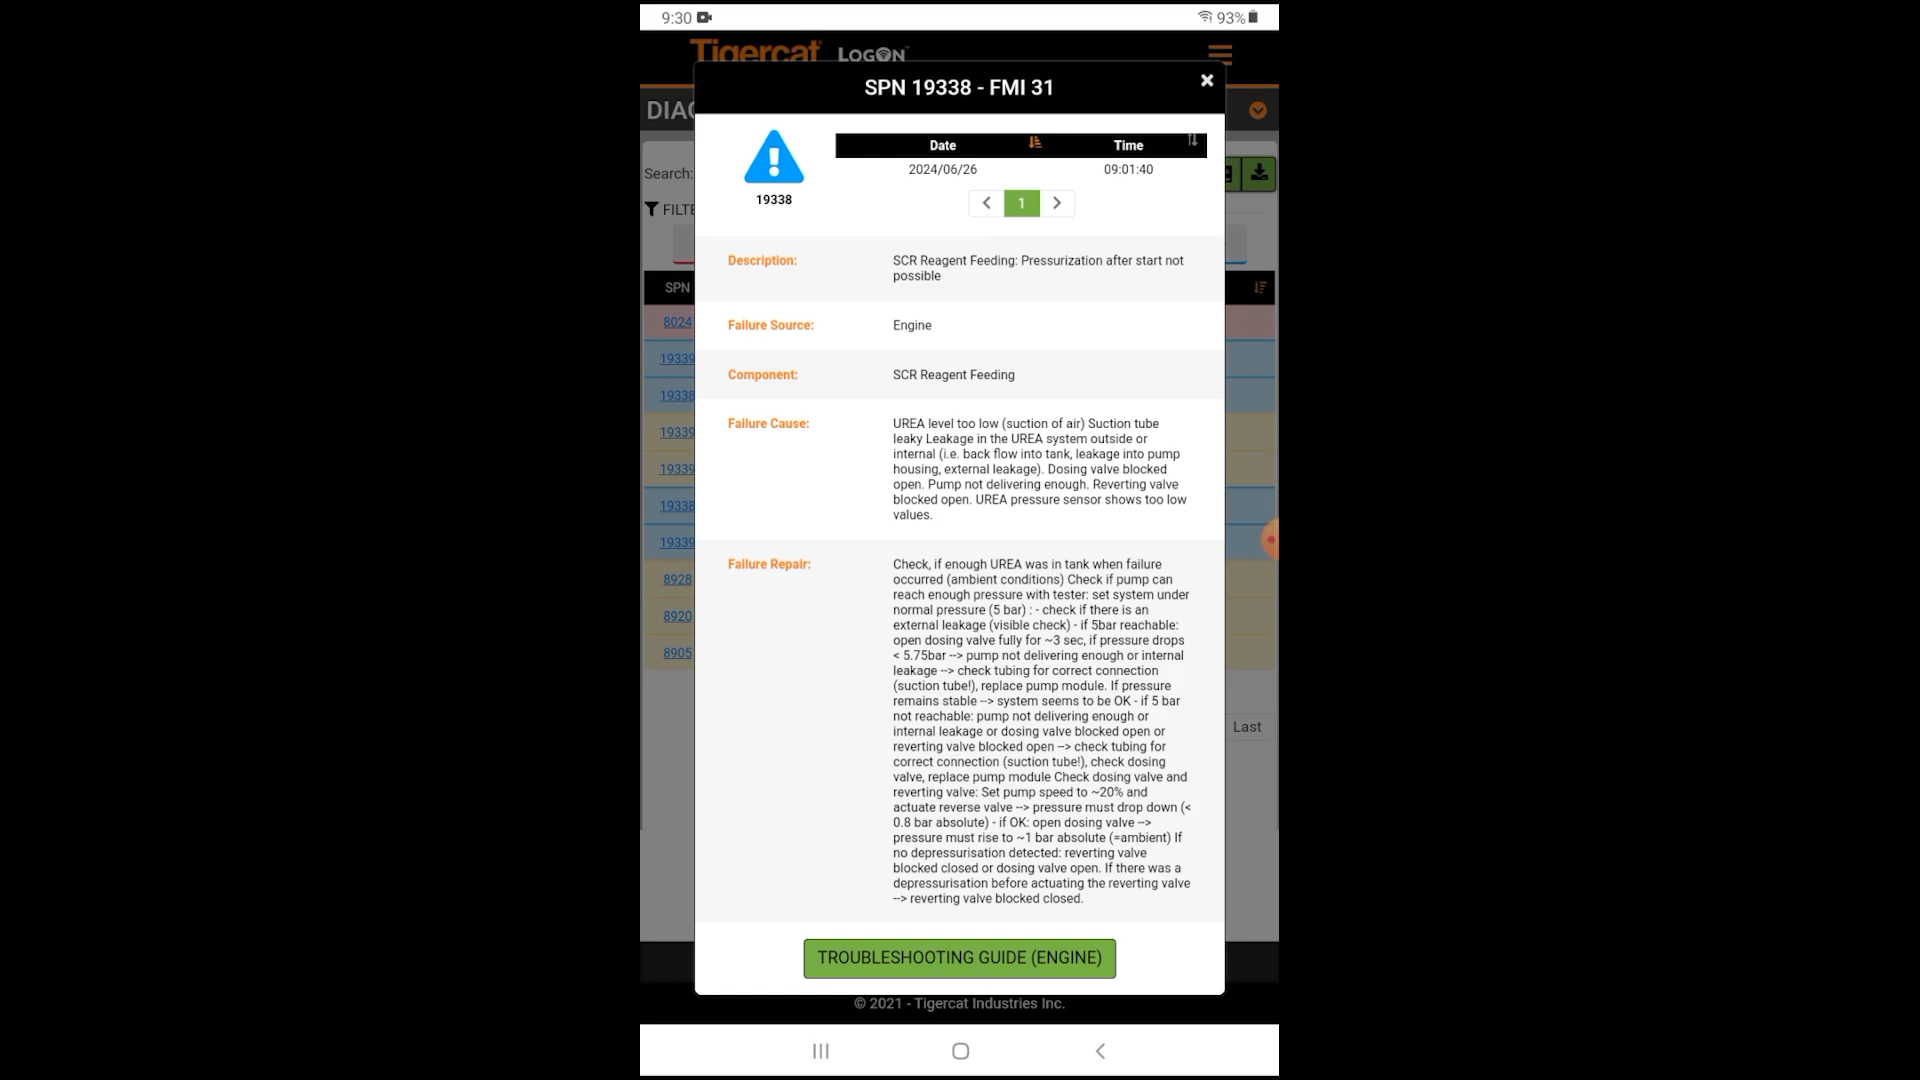 9:30
93%
Tigercat LOGON
SPN 19338 - FMI 31
DIAG
19338
Date Time
2024/06/26 09:01:40
1
Search:
FILTE
Description: SCR Reagent Feeding: Pressurization after start not
possible
SPN
Failure Source: Engine
Component: SCR Reagent Feeding
Failure Cause: UREA level too low (suction of air) Suction tube
leaky Leakage in the UREA system outside or
internal (i.e. back flow into tank, leakage into pump
housing, external leakage). Dosing valve blocked
open. Pump not delivering enough. Reverting valve
blocked open. UREA pressure sensor shows too low
values.
Failure Repair: Check, if enough UREA was in tank when failure
occurred (ambient conditions) Check if pump can
reach enough pressure with tester: set system under
normal pressure (5 bar) : - check if there is an
external leakage (visible check) - if 5bar reachable:
open dosing valve fully for ~3 sec, if pressure drops
< 5.75bar --> pump not delivering enough or internal
leakage --> check tubing for correct connection
(suction tube!), replace pump module. If pressure
remains stable --> system seems to be OK - if 5 bar
not reachable: pump not delivering enough or
internal leakage or dosing valve blocked open or
reverting valve blocked open --> check tubing for
correct connection (suction tube!), check dosing
valve, replace pump module Check dosing valve and
reverting valve: Set pump speed to ~20% and
actuate reverse valve --> pressure must drop down (<
0.8 bar absolute) - if OK: open dosing valve -->
pressure must rise to ~1 bar absolute (=ambient) If
no depressurisation detected: reverting valve
blocked closed or dosing valve open. If there was a
depressurisation before actuating the reverting valve
--> reverting valve blocked closed.
8024
19339
19338
19339
19339
19338
19339
8928
8920
8905
Last
TROUBLESHOOTING GUIDE (ENGINE)
© 2021 - Tigercat Industries Inc.